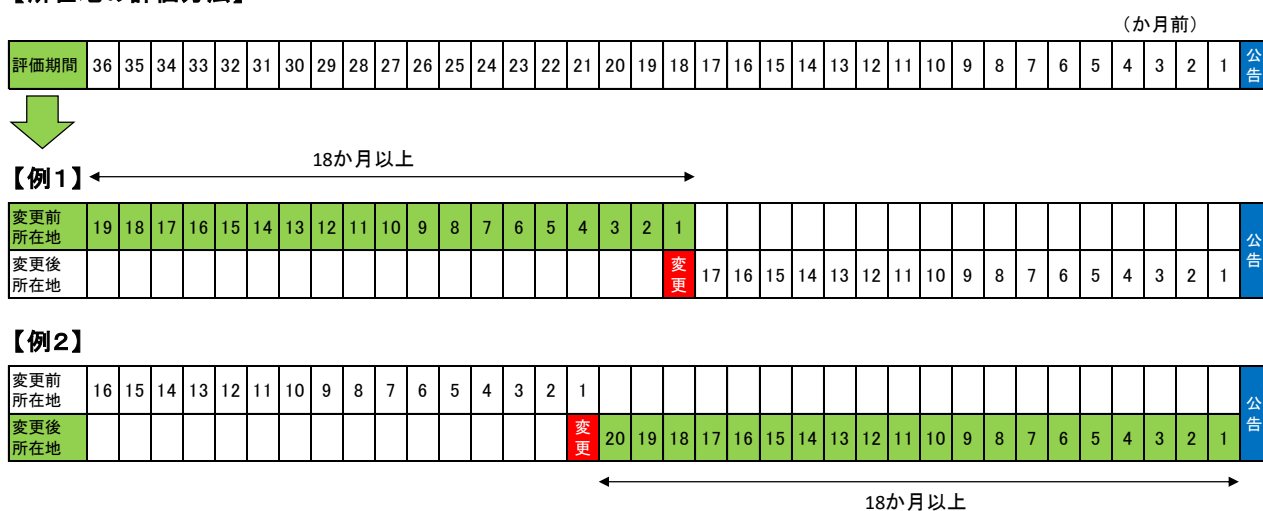 【所在地の評価方法】
（か月前）
評価期間 36 35 34 33 32 31 30 29 28 27 26 25 24 23 22 21 20 19 18 17 16 15 14 13 12 11 10 9 8 7 6 5 4 3 2 1 公告
18か月以上
【例1】
変更前所在地 19 18 17 16 15 14 13 12 11 10 9 8 7 6 5 4 3 2 1
変更後所在地 変更 17 16 15 14 13 12 11 10 9 8 7 6 5 4 3 2 1 公告
【例2】
変更前所在地 16 15 14 13 12 11 10 9 8 7 6 5 4 3 2 1
変更後所在地 変更 20 19 18 17 16 15 14 13 12 11 10 9 8 7 6 5 4 3 2 1 公告
18か月以上